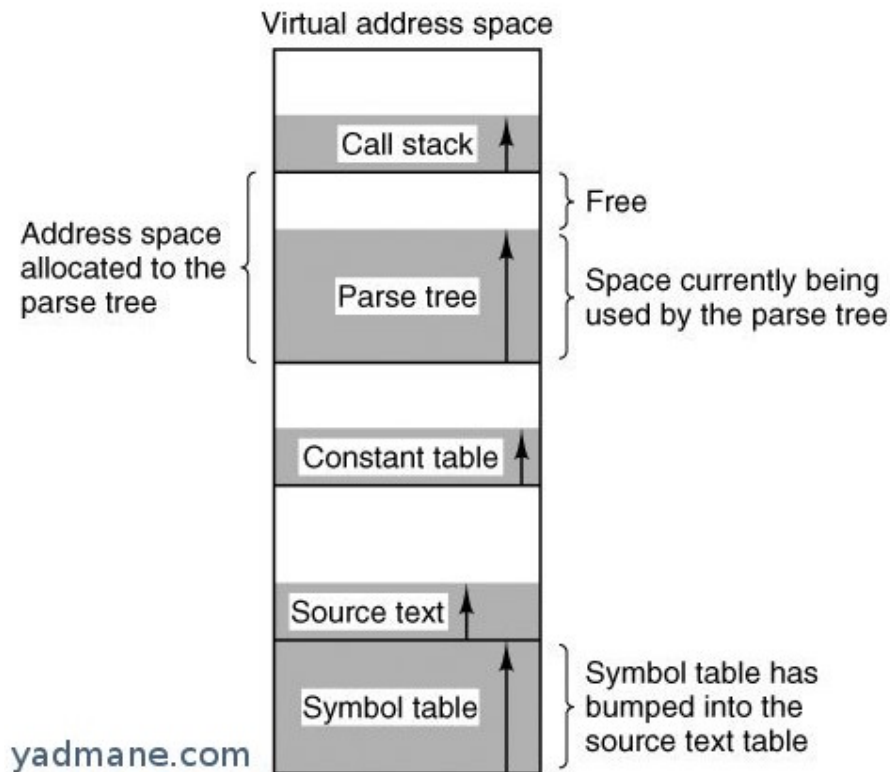 Virtual address space
Call stack
Free
Address space
allocated to the
parse tree
Parse tree
Space currently being
used by the parse tree
Constant table
Source text
Symbol table
Symbol table has
bumped into the
source text table
yadmane.com